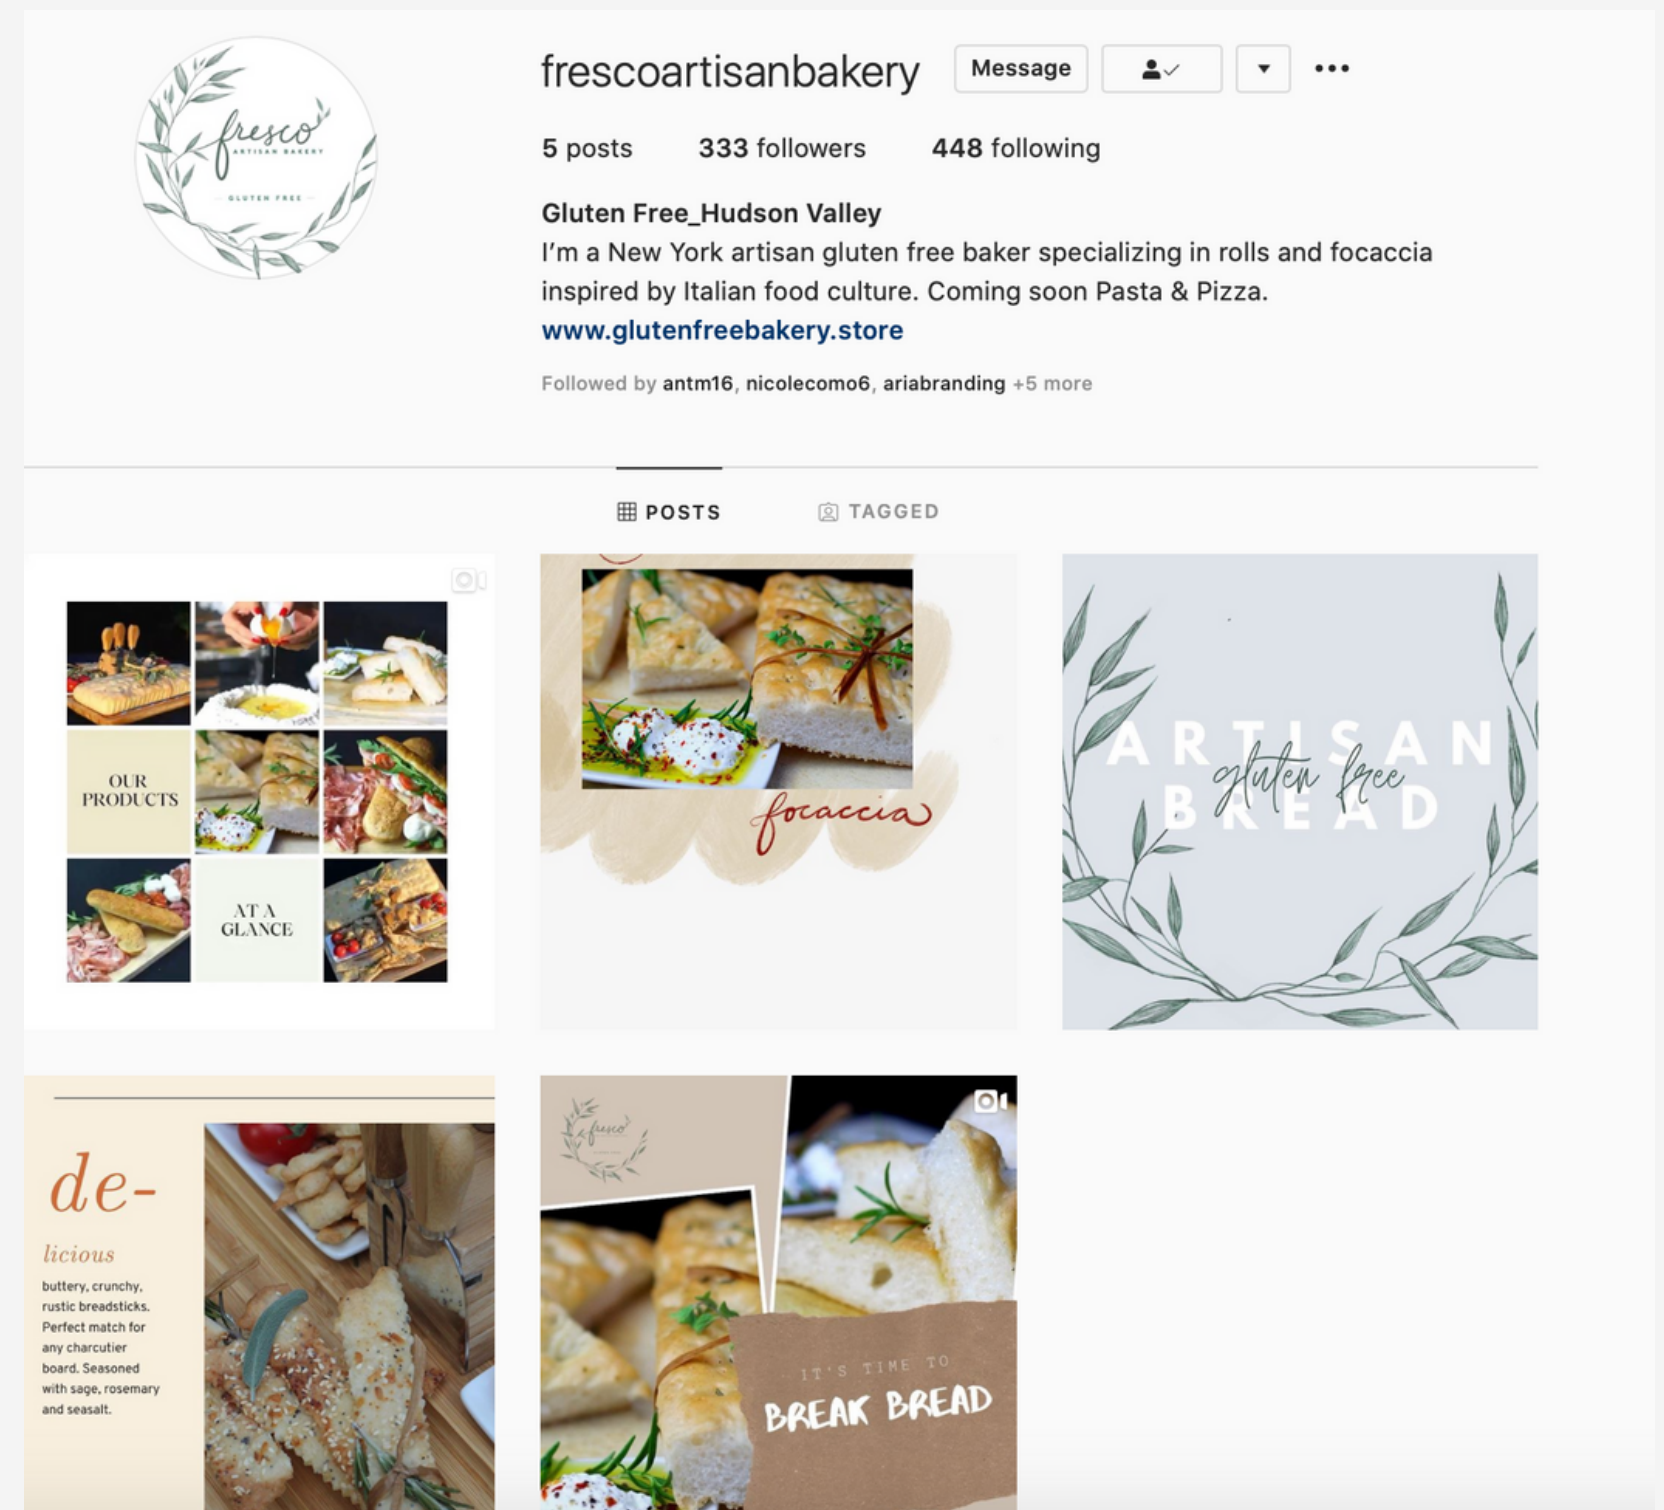 frescoartisanbakery
Message
5 posts 333 followers 448 following
fresco
ARTISAN BAKERY
GLUTEN FREE
Gluten Free_Hudson Valley
I'm a New York artisan gluten free baker specializing in rolls and focaccia
inspired by Italian food culture. Coming soon Pasta & Pizza.
www.glutenfreebakery.store
Followed by antm16, nicolecomo6, ariabranding +5 more
POSTS TAGGED
OUR
PRODUCTS
AT A
GLANCE
focaccia
ARTISAN
gluten free
BREAD
de-
licious
buttery, crunchy,
rustic breadsticks.
Perfect match for
any charcutier
board. Seasoned
with sage, rosemary
and seasalt.
fresco
IT'S TIME TO
BREAK BREAD